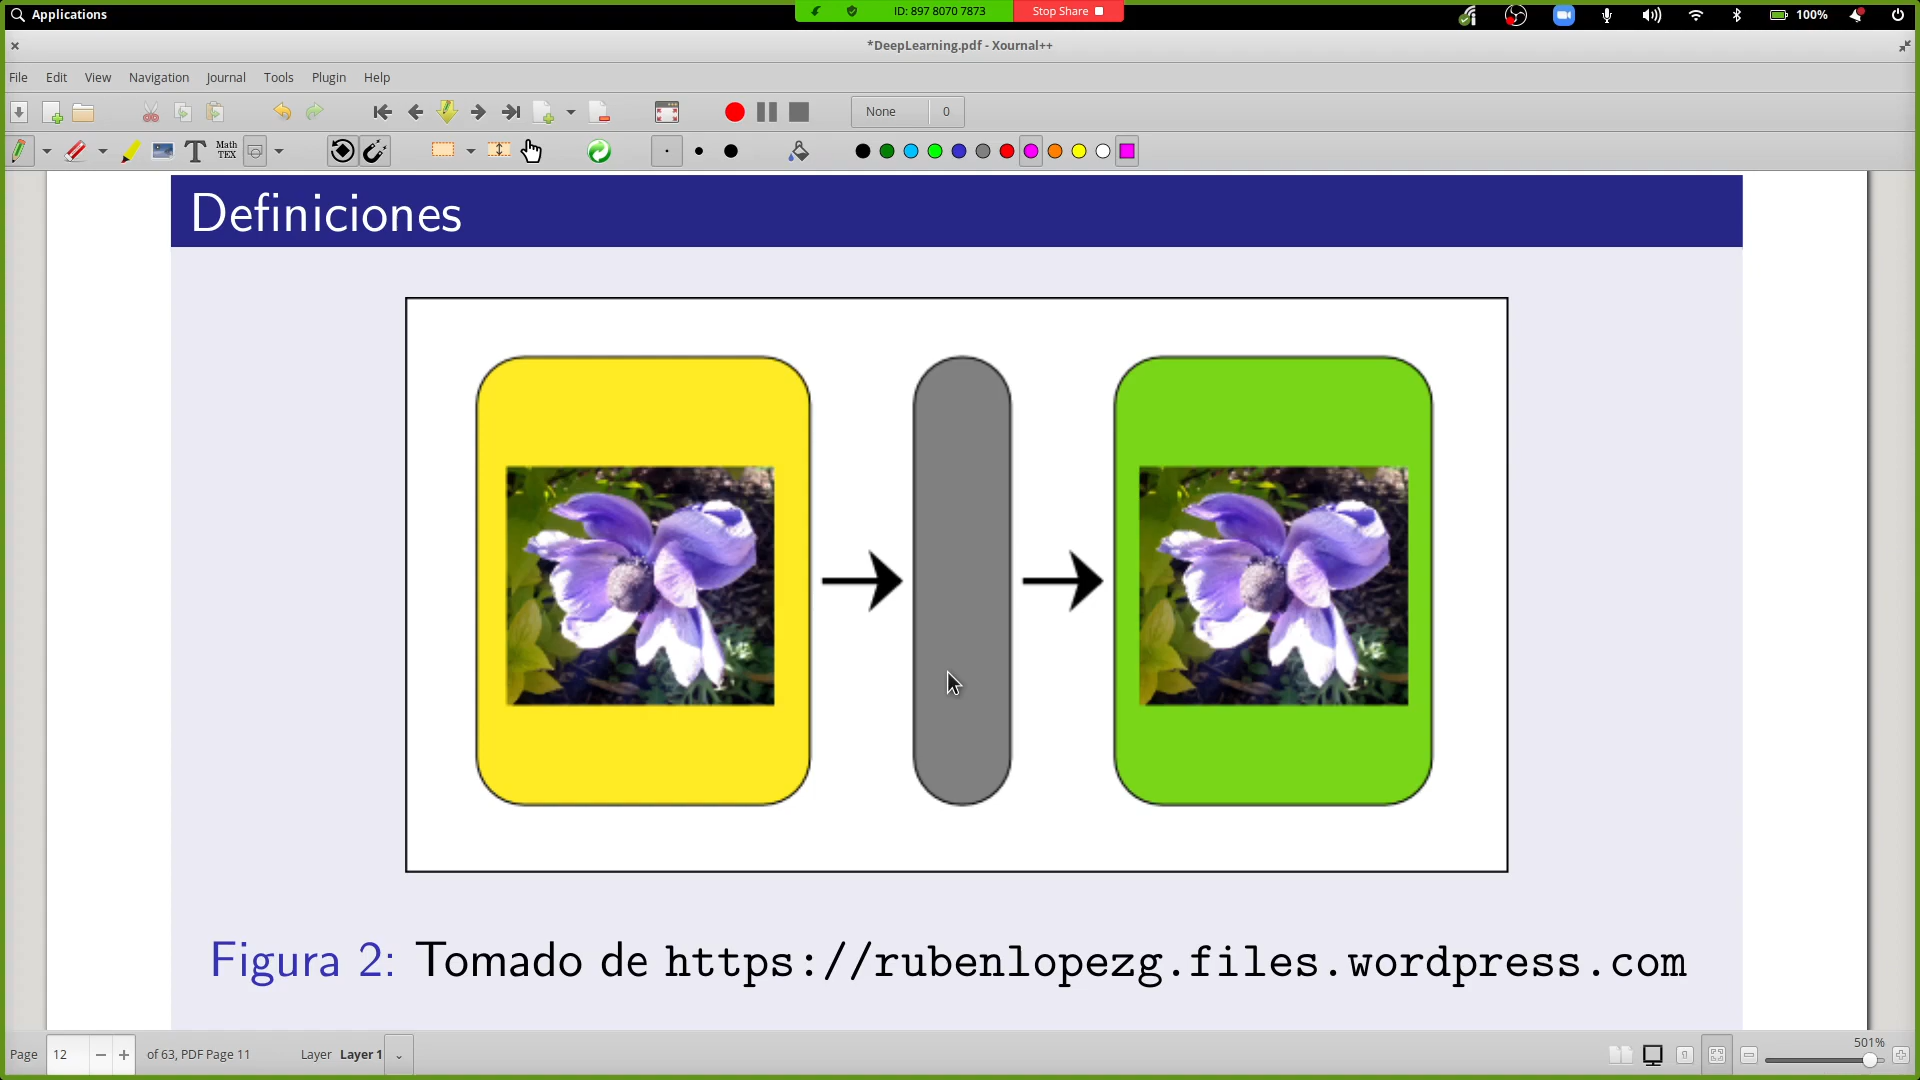 Applications
ID: 897 8070 7873
Stop Share
100%
*DeepLearning.pdf - Xournal++
File Edit View Navigation Journal Tools Plugin Help
None 0
Math
TEX
Definiciones
Figura 2: Tomado de https://rubenlopezg.files.wordpress.com
Page 12 of 63, PDF Page 11 Layer Layer 1
501%